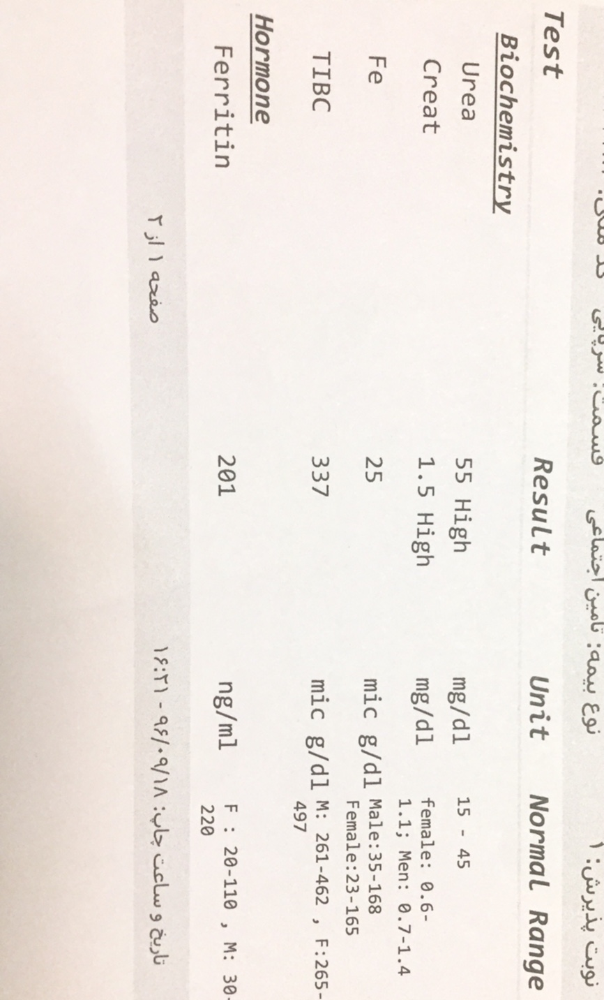 کد ملی: قسمت: سرپایی نوع بیمه: تامین اجتماعی نوبت پذیرش: ۱
Test Result Unit Normal Range
Biochemistry
Urea 55 High mg/dl 15 - 45
Creat 1.5 High mg/dl female: 0.6-
1.1; Men: 0.7-1.4
Fe 25 mic g/dl Male:35-168
Female:23-165
TIBC 337 mic g/dl M: 261-462 , F:265-
497
Hormone
Ferritin 201 ng/ml F : 20-110 , M: 30-
220
صفحه ۱ از ۲ تاریخ و ساعت چاپ: ۹۶/۰۹/۱۸ - ۱۶:۲۱